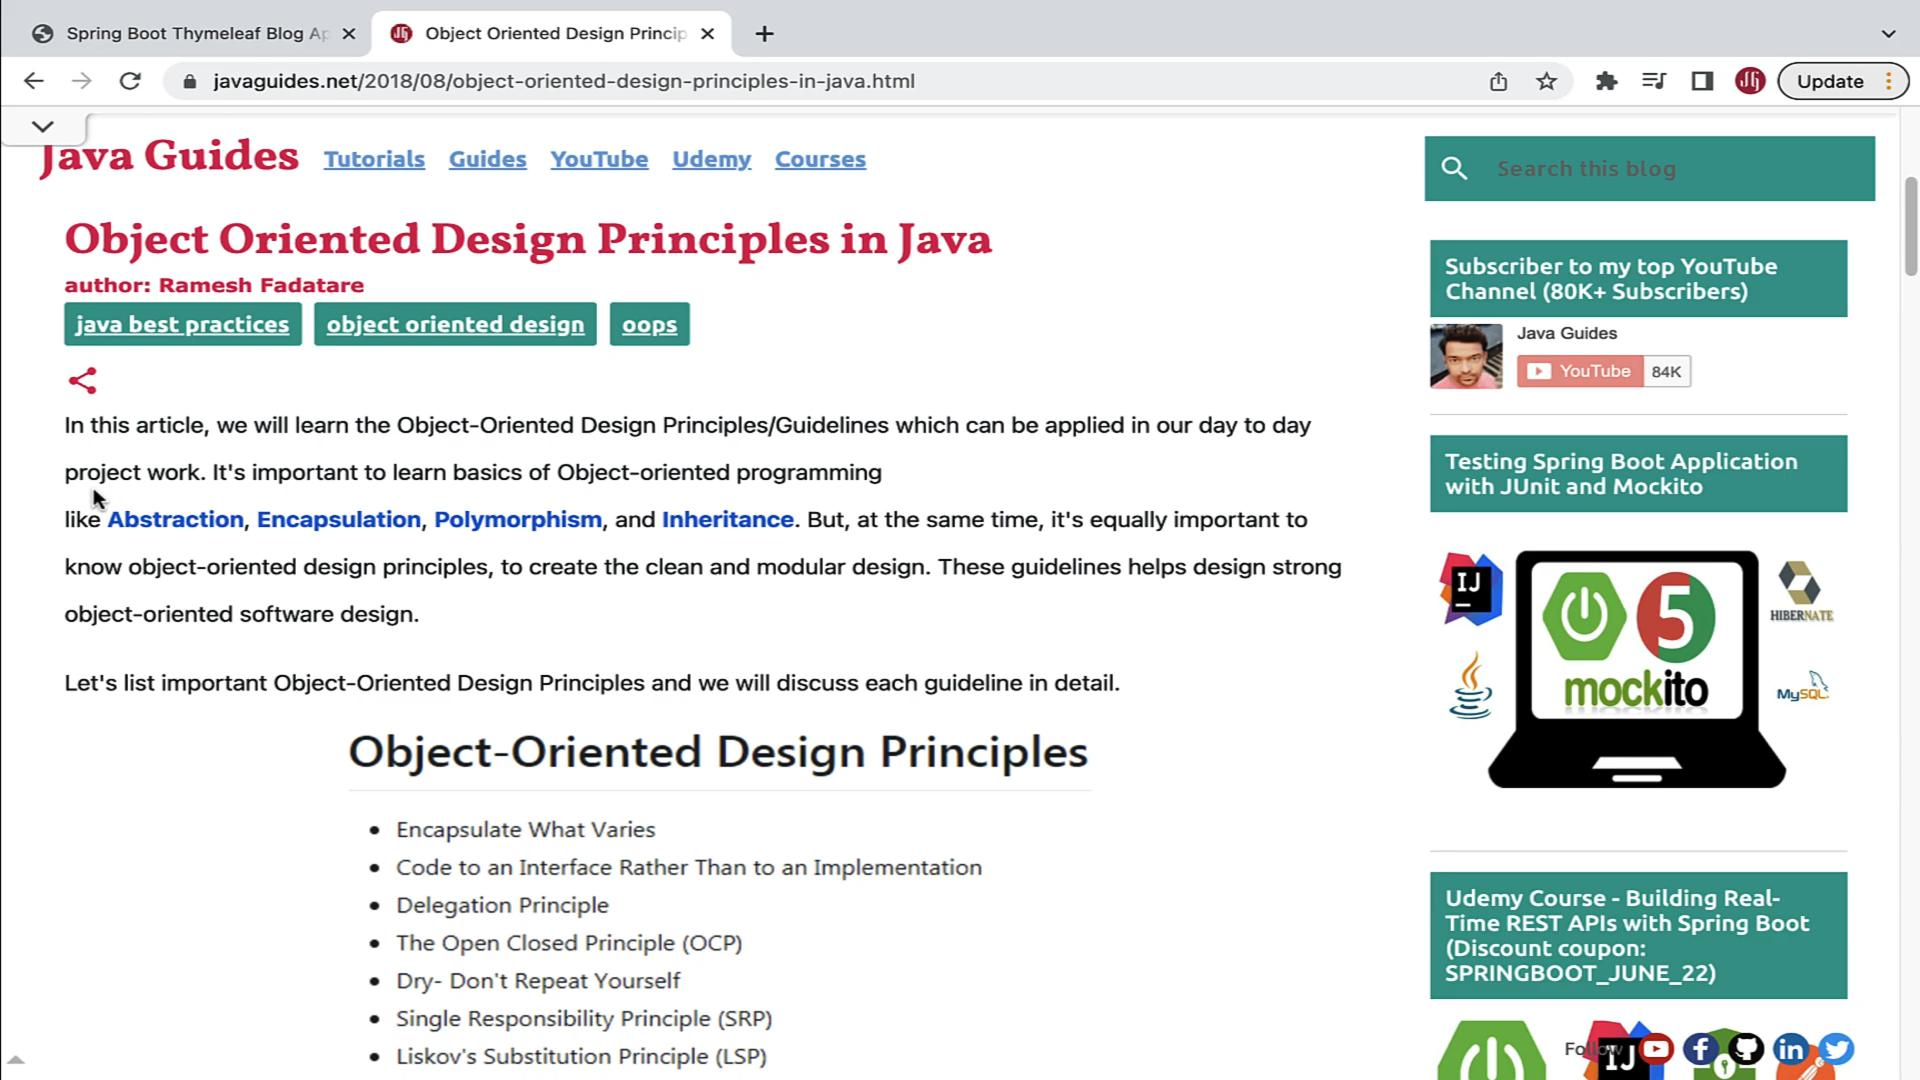 Spring Boot Thymeleaf Blog Ap
Object Oriented Design Princip
javaguides.net/2018/08/object-oriented-design-principles-in-java.html
Update
Java Guides
Tutorials
Guides
YouTube
Udemy
Courses
Search this blog
Object Oriented Design Principles in Java
author: Ramesh Fadatare
java best practices
object oriented design
oops
In this article, we will learn the Object-Oriented Design Principles/Guidelines which can be applied in our day to day
project work. It's important to learn basics of Object-oriented programming
like Abstraction, Encapsulation, Polymorphism, and Inheritance. But, at the same time, it's equally important to
know object-oriented design principles, to create the clean and modular design. These guidelines helps design strong
object-oriented software design.
Let's list important Object-Oriented Design Principles and we will discuss each guideline in detail.
Object-Oriented Design Principles
• Encapsulate What Varies
• Code to an Interface Rather Than to an Implementation
• Delegation Principle
• The Open Closed Principle (OCP)
• Dry- Don't Repeat Yourself
• Single Responsibility Principle (SRP)
• Liskov's Substitution Principle (LSP)
Subscriber to my top YouTube
Channel (80K+ Subscribers)
Java Guides
YouTube
84K
Testing Spring Boot Application
with JUnit and Mockito
IJ
5
HIBERNATE
mockito
MySQL
Udemy Course - Building Real-
Time REST APIs with Spring Boot
(Discount coupon:
SPRINGBOOT_JUNE_22)
IJ